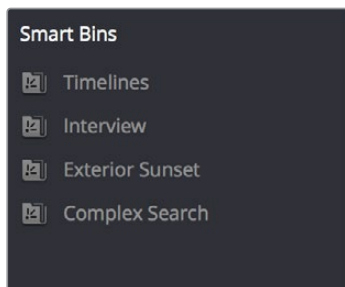 Smart Bins
Timelines
Interview
Exterior Sunset
Complex Search